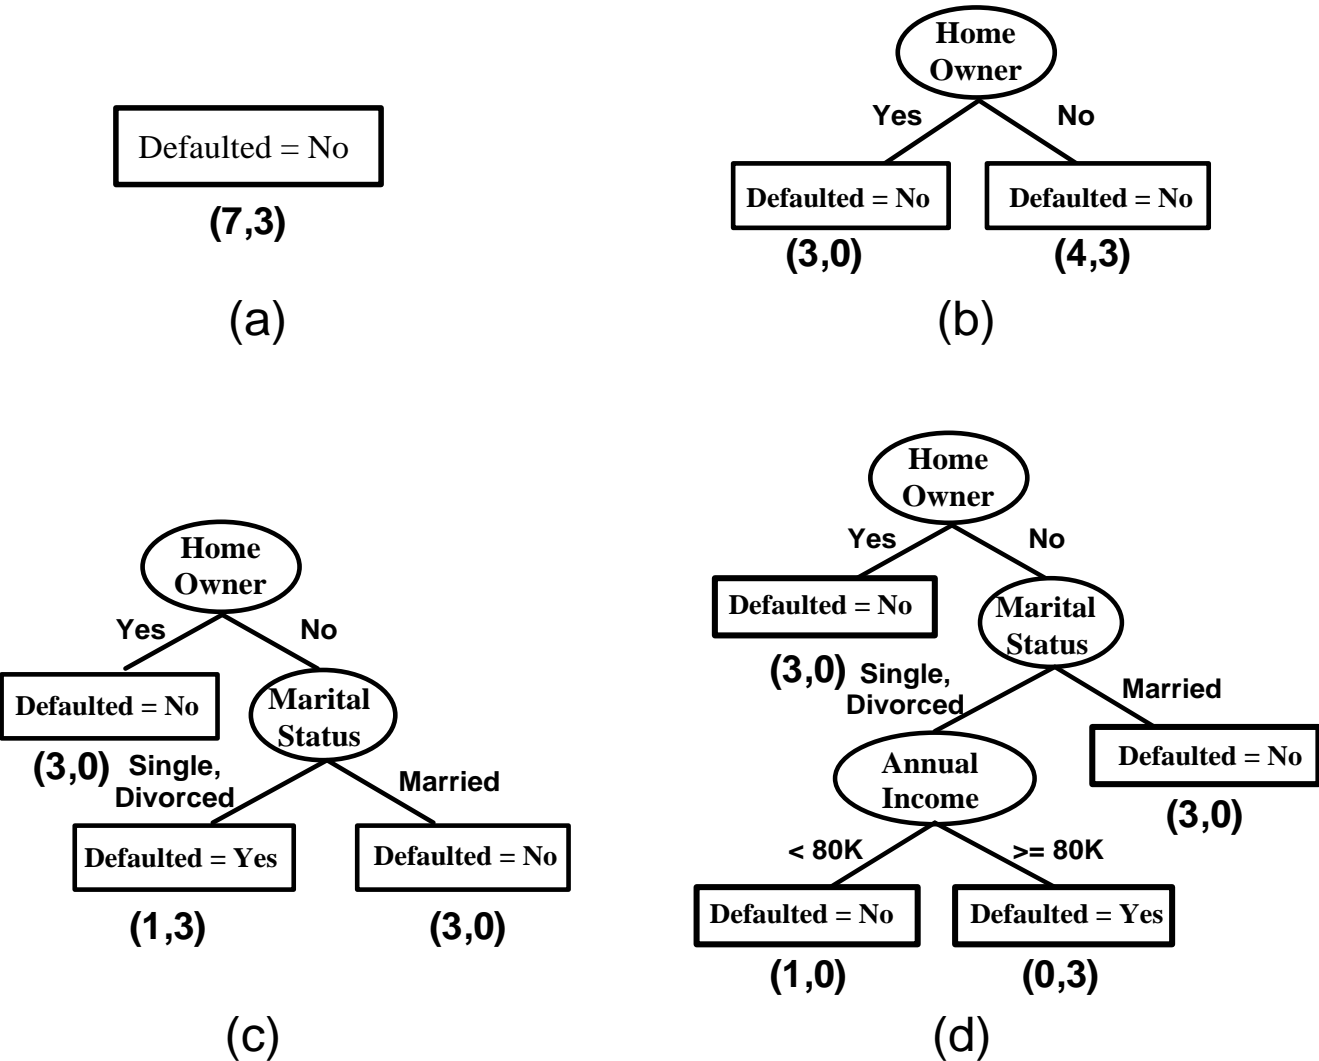 Defaulted = No
(7,3)
(a)
Home
Owner
Yes
No
Defaulted = No
Defaulted = No
(3,0)
(4,3)
(b)
Home
Owner
Yes
No
Defaulted = No
Marital
Status
(3,0)
Single,
Divorced
Married
Defaulted = Yes
Defaulted = No
(1,3)
(3,0)
(c)
Home
Owner
Yes
No
Defaulted = No
Marital
Status
(3,0)
Single,
Divorced
Married
Annual
Income
Defaulted = No
(3,0)
< 80K
>= 80K
Defaulted = No
Defaulted = Yes
(1,0)
(0,3)
(d)